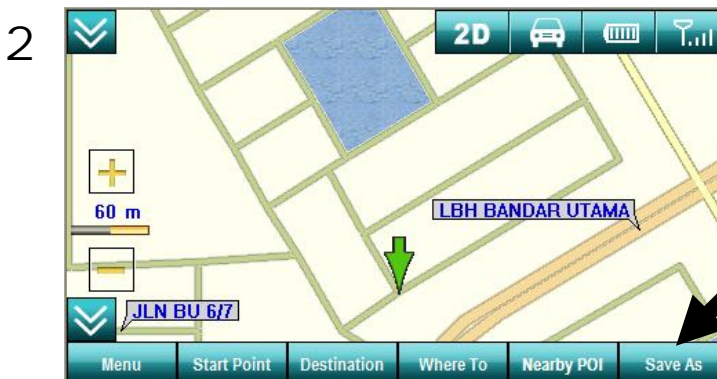 2
2D
60 m
LBH BANDAR UTAMA
JLN BU 6/7
Menu Start Point Destination Where To Nearby POI Save As